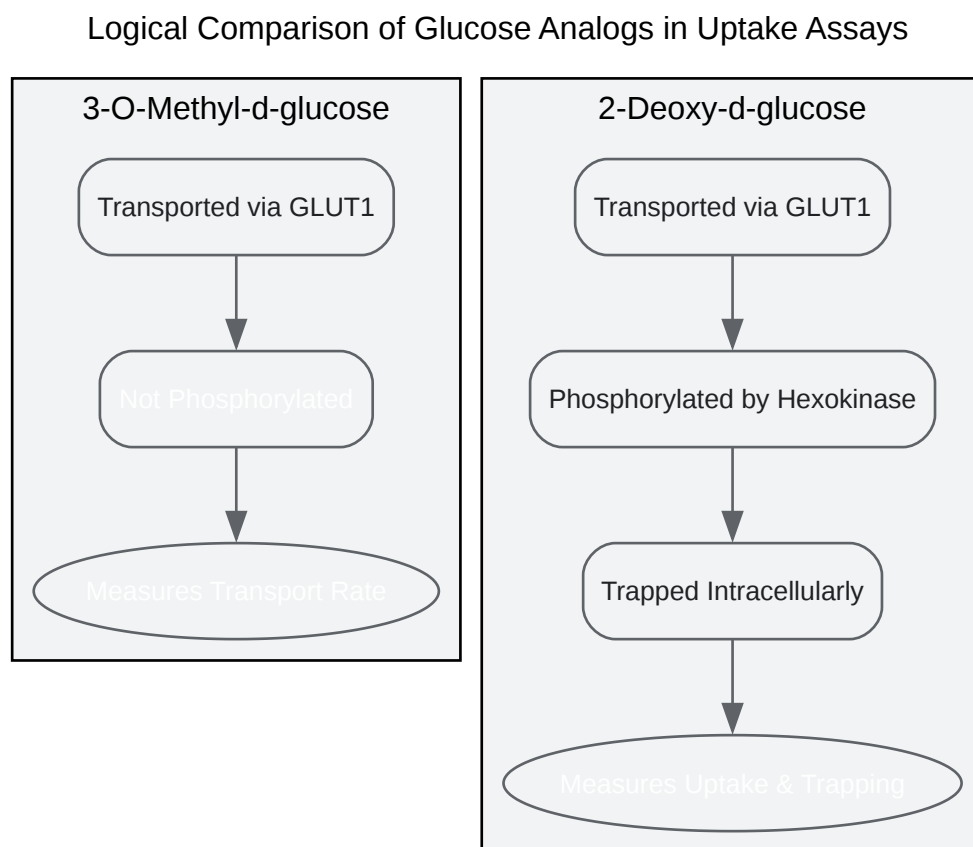 Logical Comparison of Glucose Analogs in Uptake Assays
3-O-Methyl-d-glucose
Transported via GLUT1
Not Phosphorylated
Measures Transport Rate
2-Deoxy-d-glucose
Transported via GLUT1
Phosphorylated by Hexokinase
Trapped Intracellularly
Measures Uptake & Trapping